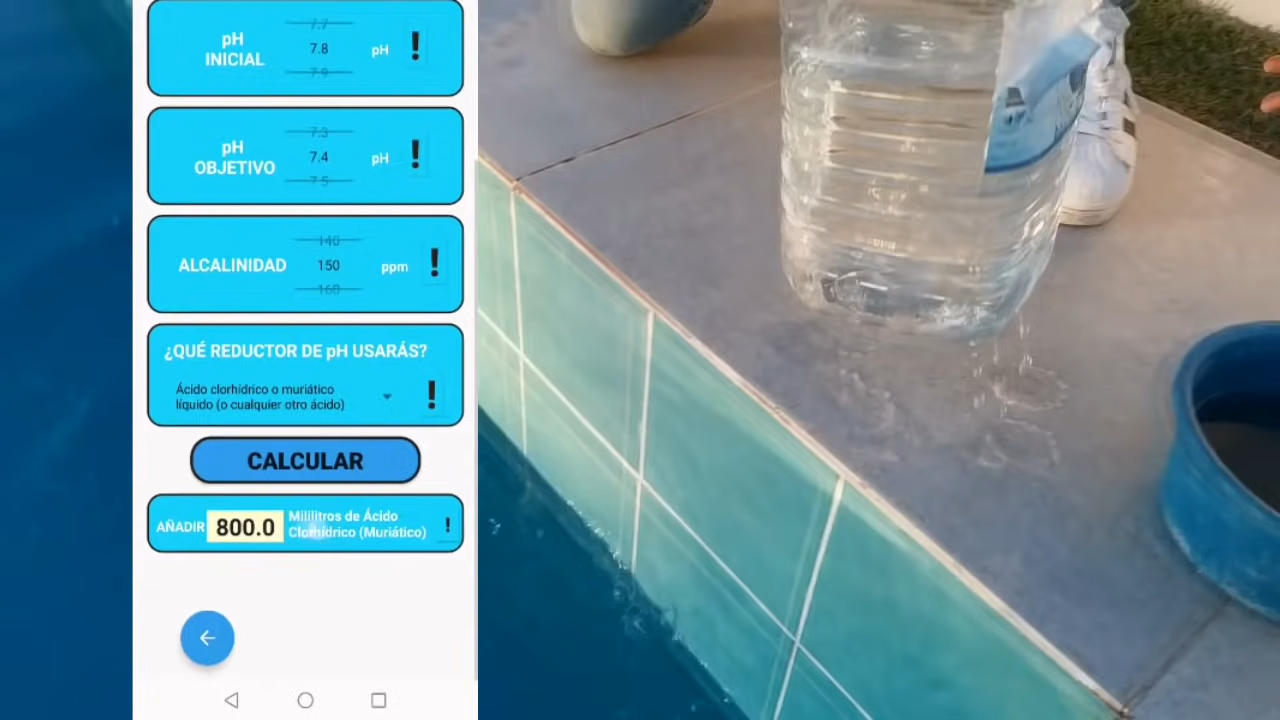 7.7
pH
INICIAL
7.8
pH
!
7.9
7.3
pH
OBJETIVO
7.4
pH
!
7.5
140
ALCALINIDAD
150
ppm
!
160
¿QUÉ REDUCTOR DE pH USARÁS?
Ácido clorhídrico o muriático
líquido (o cualquier otro ácido)
!
CALCULAR
AÑADIR
800.0
Mililitros de Ácido
Clorhídrico (Muriático)
!